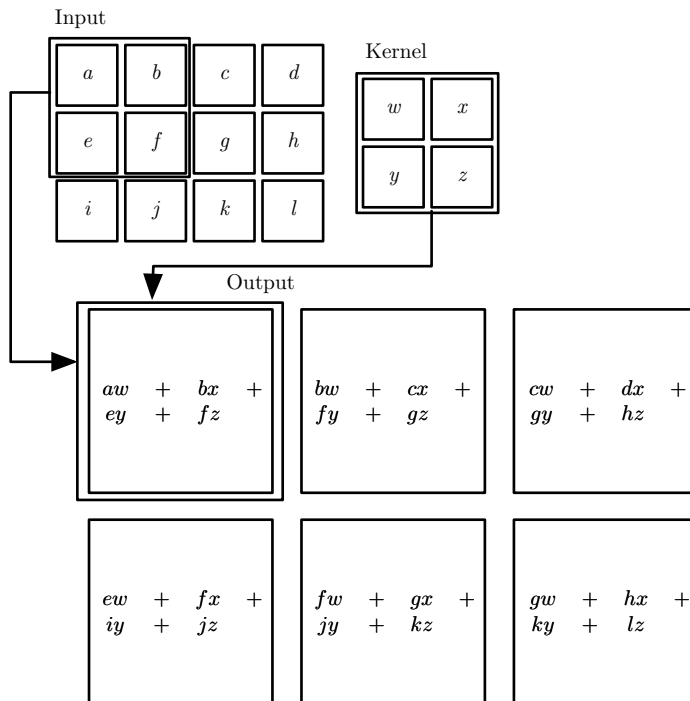 Input
a b c d
Kernel
e f g h
w x
i j k l
y z
Output
aw + bx +
ey + fz
bw + cx +
fy + gz
cw + dx +
gy + hz
ew + fx +
iy + jz
fw + gx +
jy + kz
gw + hx +
ky + lz